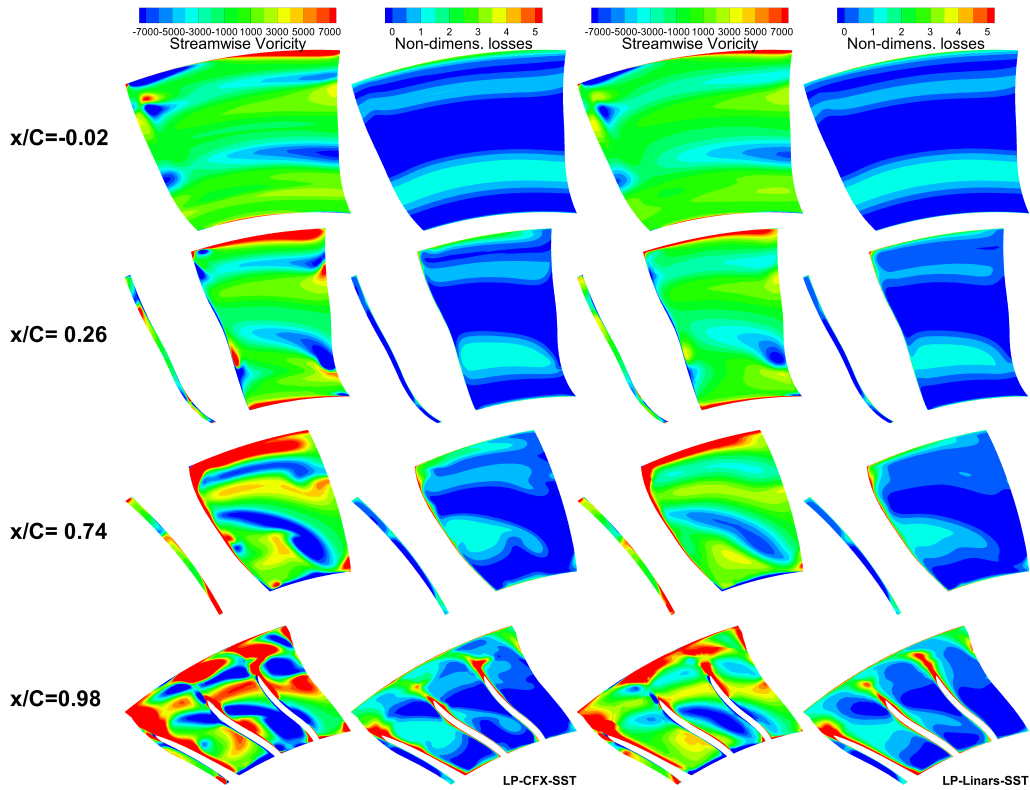 -7000-5000-3000-1000 1000 3000 5000 7000
Streamwise Voricity
0 1 2 3 4 5
Non-dimens. losses
-7000-5000-3000-1000 1000 3000 5000 7000
Streamwise Voricity
0 1 2 3 4 5
Non-dimens. losses
x/C=-0.02
x/C= 0.26
x/C= 0.74
x/C=0.98
LP-CFX-SST
LP-Linars-SST